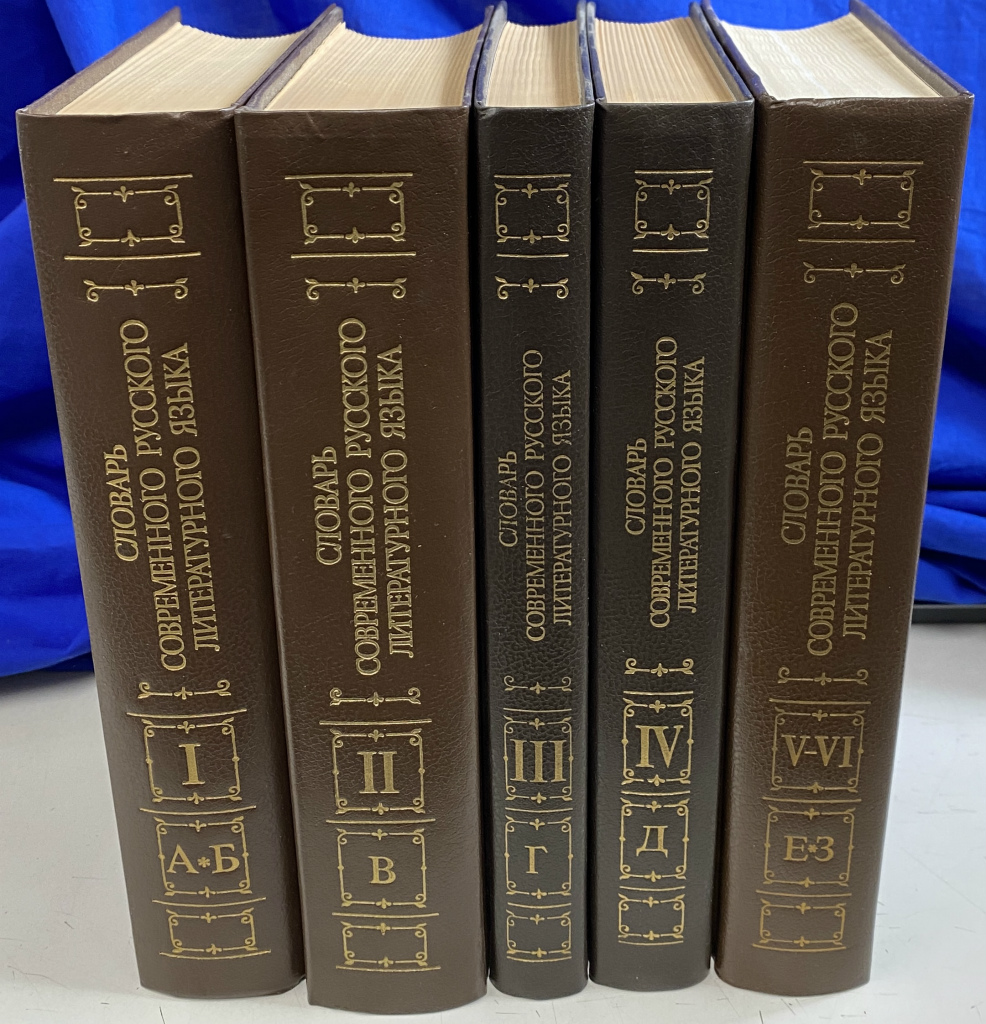 СЛОВАРЬ
СОВРЕМЕННОГО РУССКОГО
ЛИТЕРАТУРНОГО ЯЗЫКА
I
А*Б
СЛОВАРЬ
СОВРЕМЕННОГО РУССКОГО
ЛИТЕРАТУРНОГО ЯЗЫКА
II
В
СЛОВАРЬ
СОВРЕМЕННОГО РУССКОГО
ЛИТЕРАТУРНОГО ЯЗЫКА
III
Г
СЛОВАРЬ
СОВРЕМЕННОГО РУССКОГО
ЛИТЕРАТУРНОГО ЯЗЫКА
IV
Д
СЛОВАРЬ
СОВРЕМЕННОГО РУССКОГО
ЛИТЕРАТУРНОГО ЯЗЫКА
V-VI
Е*З